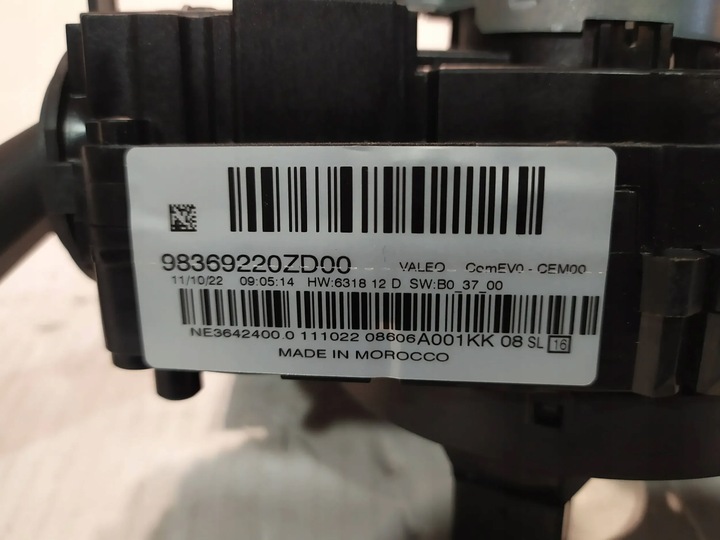 98369220ZD00 VALEO ComEV0 - CEM00
11/10/22 09:05:14 HW:6318 12 D SW:B0_37_00
NE3642400.0 111022 08606A001KK 08 SL 16
MADE IN MOROCCO